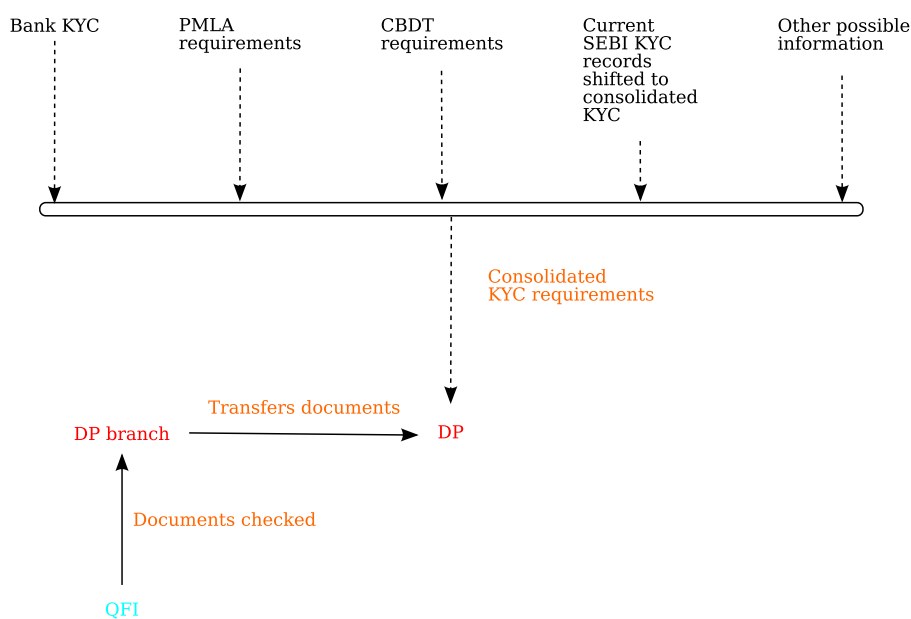 Bank KYC
PMLA
requirements
CBDT
requirements
Current
SEBI KYC
records
shifted to
consolidated
KYC
Other possible
information
Consolidated
KYC requirements
Transfers documents
DP branch
DP
Documents checked
QFI